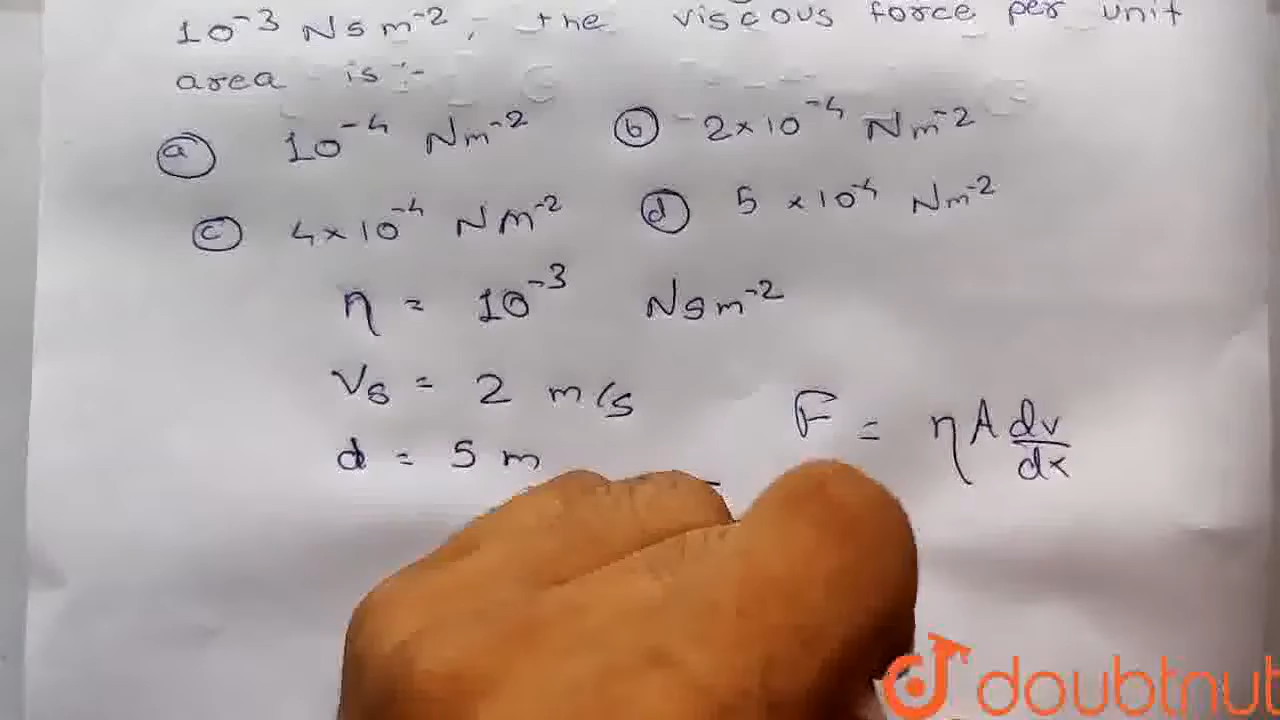 10⁻³ Nsm⁻², the viscous force per unit
area is :-
(a) 10⁻⁴ Nm⁻² (b) 2×10⁻⁴ Nm⁻²
(c) 4×10⁻⁴ Nm⁻² (d) 5 ×10⁻⁴ Nm⁻²
η = 10⁻³ Nsm⁻²
Vs = 2 m/s
d = 5 m
F = ηA dv/dx
doubtnut